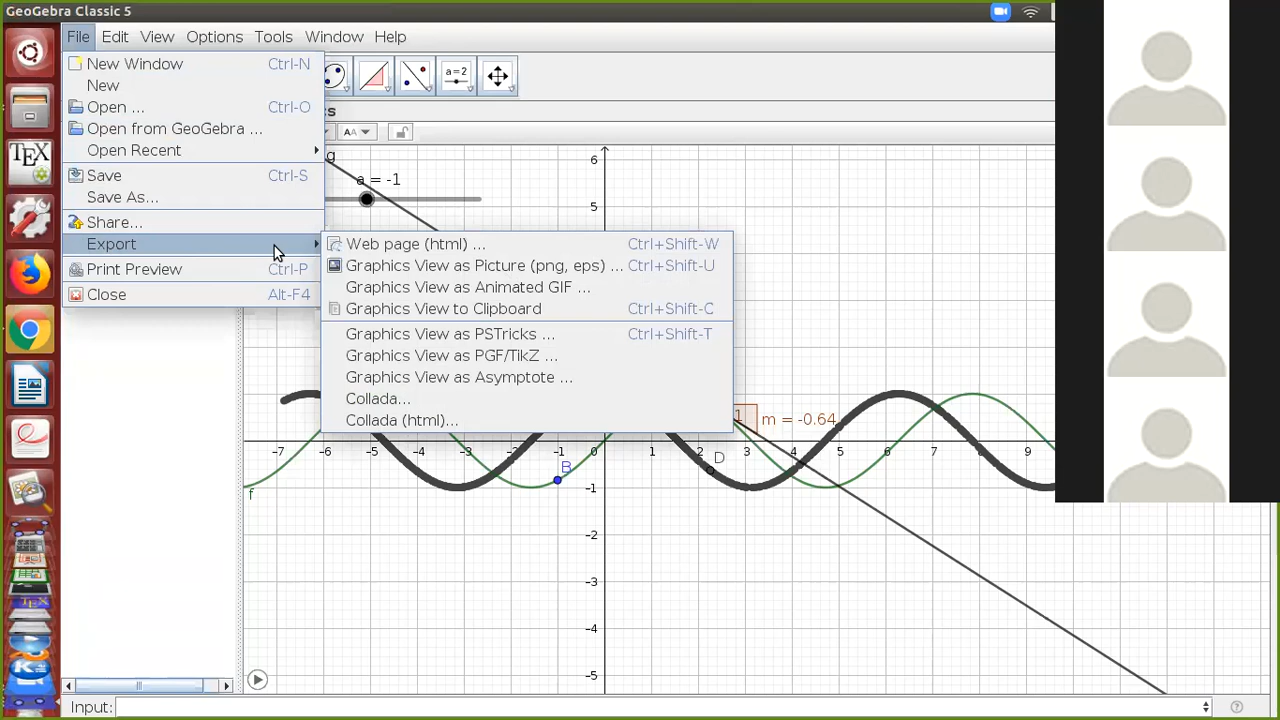 GeoGebra Classic 5
File Edit View Options Tools Window Help
New Window Ctrl-N
New
Open ... Ctrl-O
Open from GeoGebra ...
Open Recent
Save Ctrl-S
Save As...
Share...
Export
Print Preview Ctrl-P
Close Alt-F4
a=2
AA
g
a = -1
Web page (html) ... Ctrl+Shift-W
Graphics View as Picture (png, eps) ... Ctrl+Shift-U
Graphics View as Animated GIF ...
Graphics View to Clipboard Ctrl+Shift-C
Graphics View as PSTricks ... Ctrl+Shift-T
Graphics View as PGF/TikZ ...
Graphics View as Asymptote ...
Collada...
Collada (html)...
TEX
6
5
1 m = -0.64
-7 -6 -5 -4 -3 -2 -1 0 1 2 3 4 5 6 7 8 9
B
D
f
-1
-2
-3
-4
-5
Input: